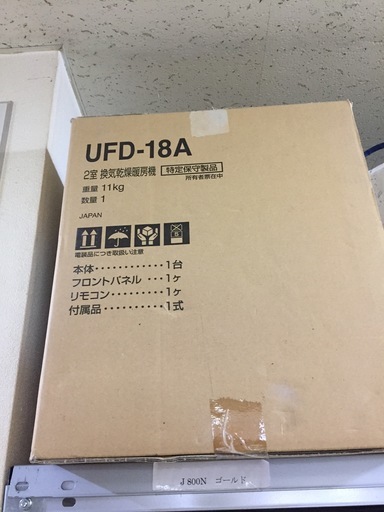 UFD-18A
2室 換気乾燥暖房機 特定保守製品
所有者票在中
重量 11kg
数量 1
JAPAN
5
電装品につき取扱い注意
本体・・・・・・・・・・・・1台
フロントパネル・・・1ヶ
リモコン・・・・・・・・・1ヶ
付属品・・・・・・・・・・1式
J 800N ゴールド